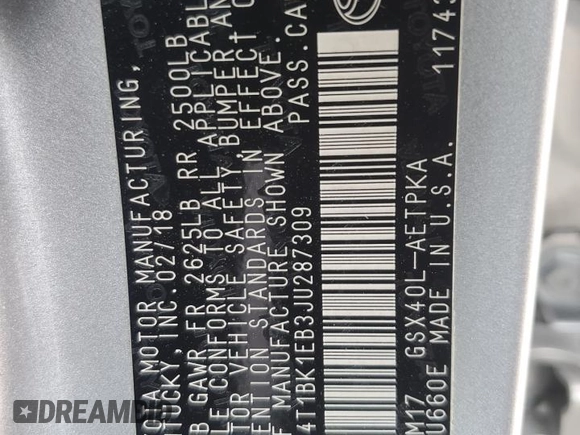 OTA MOTOR MANUFACTURING,
TUCKY, INC. 02/18
B GAWR FR 2625LB RR 2500LB
LE CONFORMS TO ALL APPLICABL
TOR VEHICLE SAFETY, BUMPER AN
ENTION STANDARDS IN EFFECT O
F MANUFACTURE SHOWN ABOVE.
4T1BK1EB3JU287309 PASS.CA
M17 GSX40L-AETPKA
U660E MADE IN U.S.A. 11743
DREAMBID